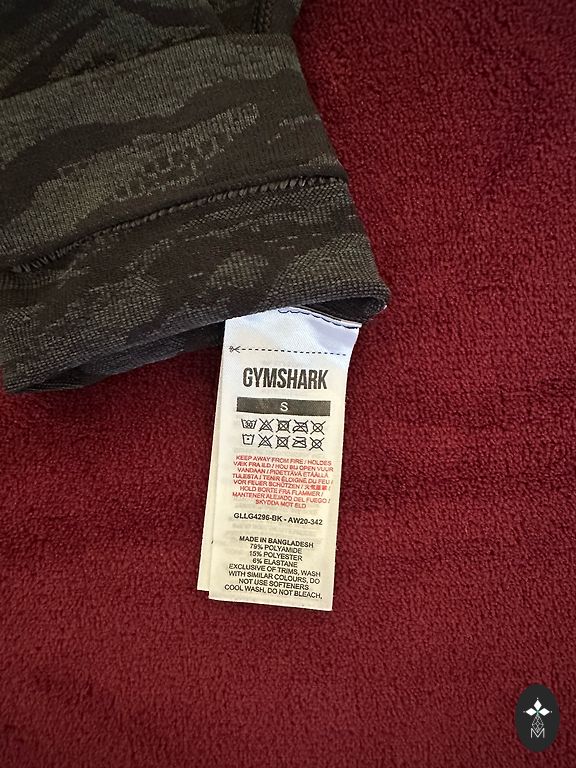 GYMSHARK
S
KEEP AWAY FROM FIRE / HOLDES
VÆK FRA ILD / HOU BIJ OPEN VUUR
VANDAAN / PIDETTÄVÄ ETÄÄLLÄ
TULESTA / TENIR ÉLOIGNÉ DU FEU /
VOR FEUER SCHÜTZEN /
HOLD BORTE FRA FLAMMER /
MANTENER ALEJADO DEL FUEGO /
SKYDDA MOT ELD
GLLG4296-BK - AW20-342
MADE IN BANGLADESH
79% POLYAMIDE
15% POLYESTER
6% ELASTANE
EXCLUSIVE OF TRIMS, WASH
WITH SIMILAR COLOURS, DO
NOT USE SOFTENERS
COOL WASH, DO NOT BLEACH,
M